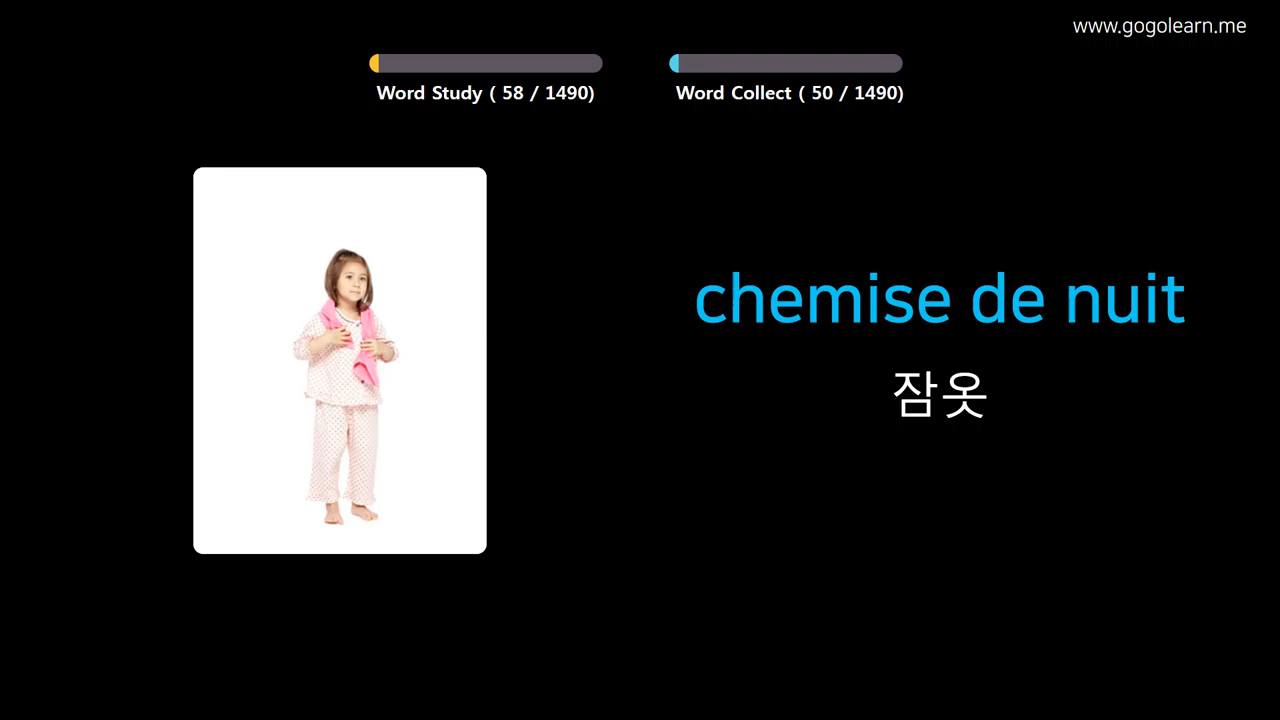 www.gogolearn.me
Word Study ( 58 / 1490)
Word Collect ( 50 / 1490)
chemise de nuit
잠옷